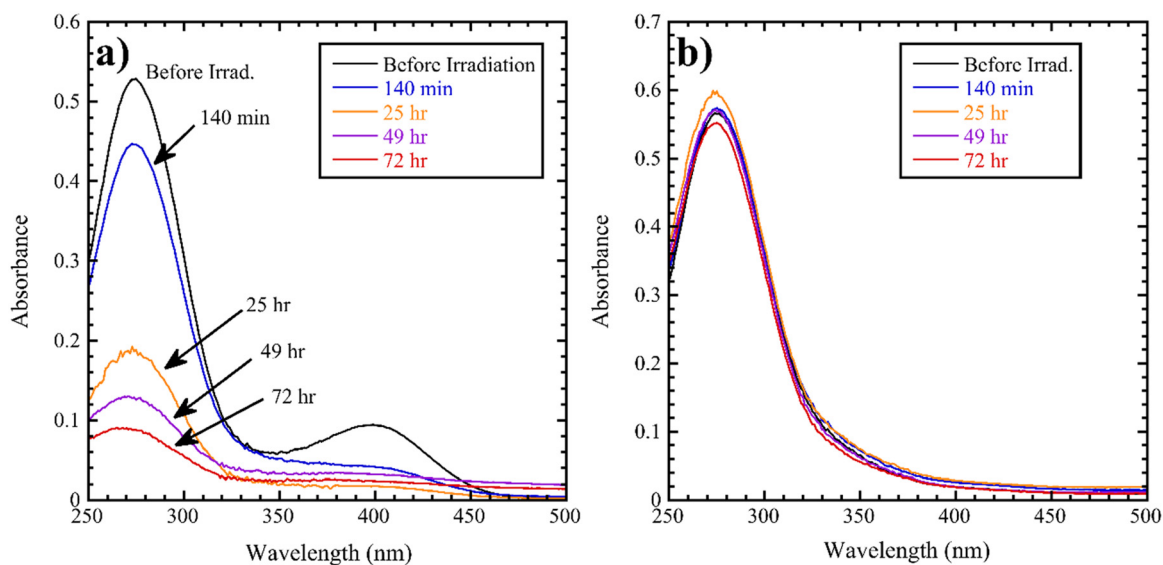 a)
Before Irrad.
140 min
25 hr
49 hr
72 hr
Before Irradiation
140 min
25 hr
49 hr
72 hr
0.6
0.5
0.4
0.3
0.2
0.1
0
Absorbance
250
300
350
400
450
500
Wavelength (nm)
b)
Before Irrad.
140 min
25 hr
49 hr
72 hr
0.7
0.6
0.5
0.4
0.3
0.2
0.1
0
Absorbance
250
300
350
400
450
500
Wavelength (nm)